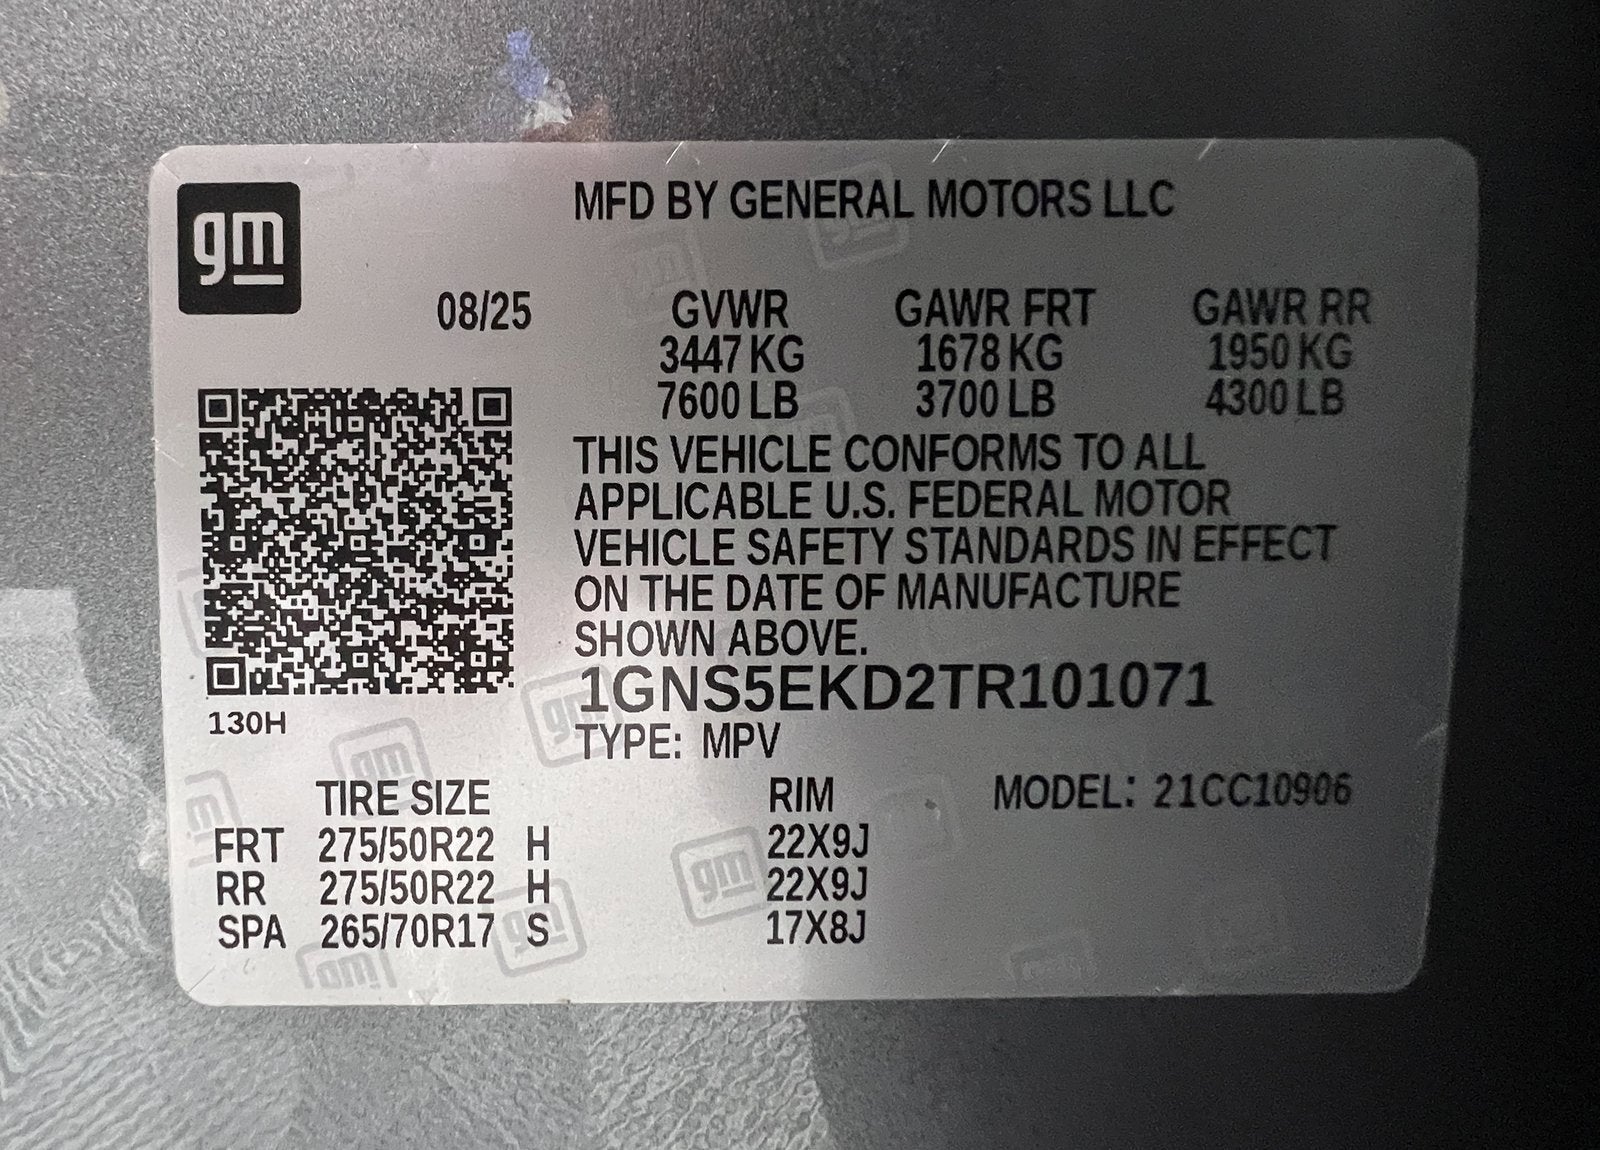 gm
MFD BY GENERAL MOTORS LLC
08/25 GVWR GAWR FRT GAWR RR
3447 KG 1678 KG 1950 KG
7600 LB 3700 LB 4300 LB
THIS VEHICLE CONFORMS TO ALL
APPLICABLE U.S. FEDERAL MOTOR
VEHICLE SAFETY STANDARDS IN EFFECT
ON THE DATE OF MANUFACTURE
SHOWN ABOVE.
1GNS5EKD2TR101071
130H
TYPE: MPV
TIRE SIZE RIM MODEL: 21CC10906
FRT 275/50R22 H 22X9J
RR 275/50R22 H 22X9J
SPA 265/70R17 S 17X8J